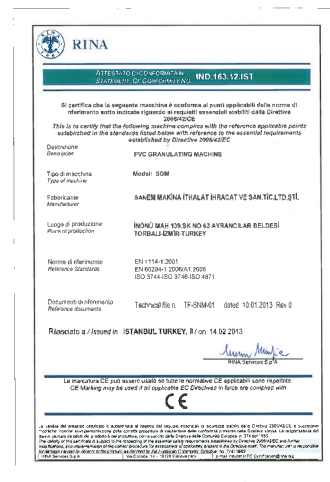 RINA
ATTESTATO DI CONFORMITÀ N.
STATEMENT OF CONFORMITY No. IND.163.12.IST
Si certifica che la seguente macchina è conforme ai punti applicabili delle norme di
riferimento sotto indicate riguardo ai requisiti essenziali stabiliti dalla Direttiva
2006/42/CE
This is to certify that the following machine complies with the reference applicable points
established in the standards listed below with reference to the essential requirements
established by Directive 2006/42/EC
Descrizione
Description
PVC GRANULATING MACHINE
Tipo di macchina
Type of machine
Model: SGM
Fabbricante
Manufacturer
SANEM MAKİNA İTHALAT İHRACAT VE SAN.TİC.LTD.ŞTİ.
Luogo di produzione
Place of production
İNÖNÜ MAH 139.SK NO 63 AYRANCILAR BELDESİ
TORBALI-İZMİR-TURKEY
Norme di riferimento
Reference Standards
EN 1114-1:2001
EN 60204-1:2006/A1:2009
ISO 3744-ISO 3746-ISO 4871
Documenti di riferimento
Reference documents
Technical file n. TF-SNM-01 dated 10.01.2013 Rev 0
Rilasciato a / Issued in ISTANBUL TURKEY, Il / on 14.02.2013
RINA Services S.p.A.
La marcatura CE può essere usata se tutte le normative CE applicabili sono rispettate
CE Marking may be used if all applicable EC Directives in force are complied with
CE
RINA Services S.p.A.